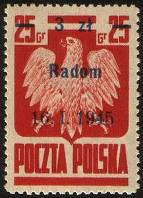 25 3 zł 25
Gr Gr
Radom
16. I. 1945
POCZTA POLSKA